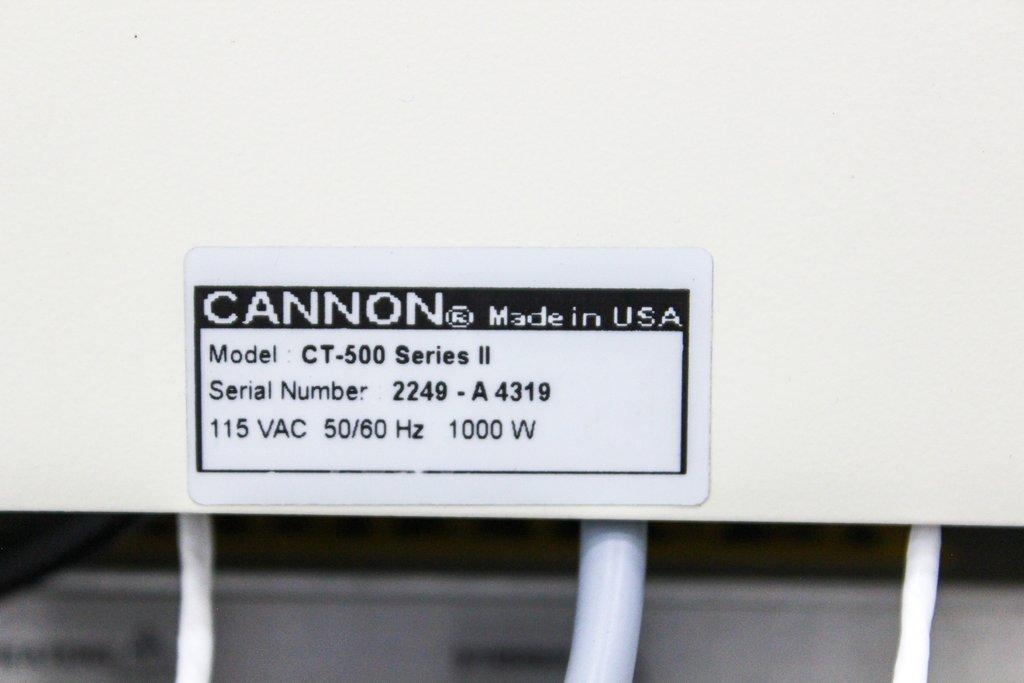 CANNON® Made in USA
Model : CT-500 Series II
Serial Number : 2249 - A 4319
115 VAC 50/60 Hz 1000 W